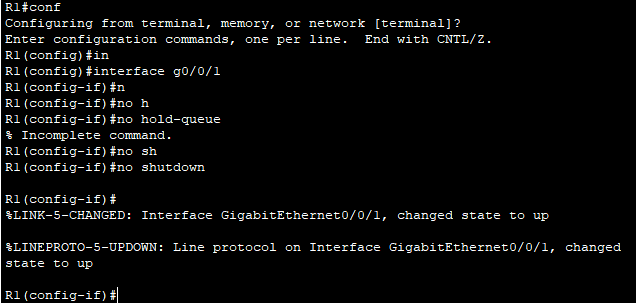 R1#conf
Configuring from terminal, memory, or network [terminal]?
Enter configuration commands, one per line.  End with CNTL/Z.
R1(config)#in
R1(config)#interface g0/0/1
R1(config-if)#n
R1(config-if)#no h
R1(config-if)#no hold-queue
% Incomplete command.
R1(config-if)#no sh
R1(config-if)#no shutdown
R1(config-if)#
%LINK-5-CHANGED: Interface GigabitEthernet0/0/1, changed state to up
%LINEPROTO-5-UPDOWN: Line protocol on Interface GigabitEthernet0/0/1, changed
state to up
R1(config-if)#